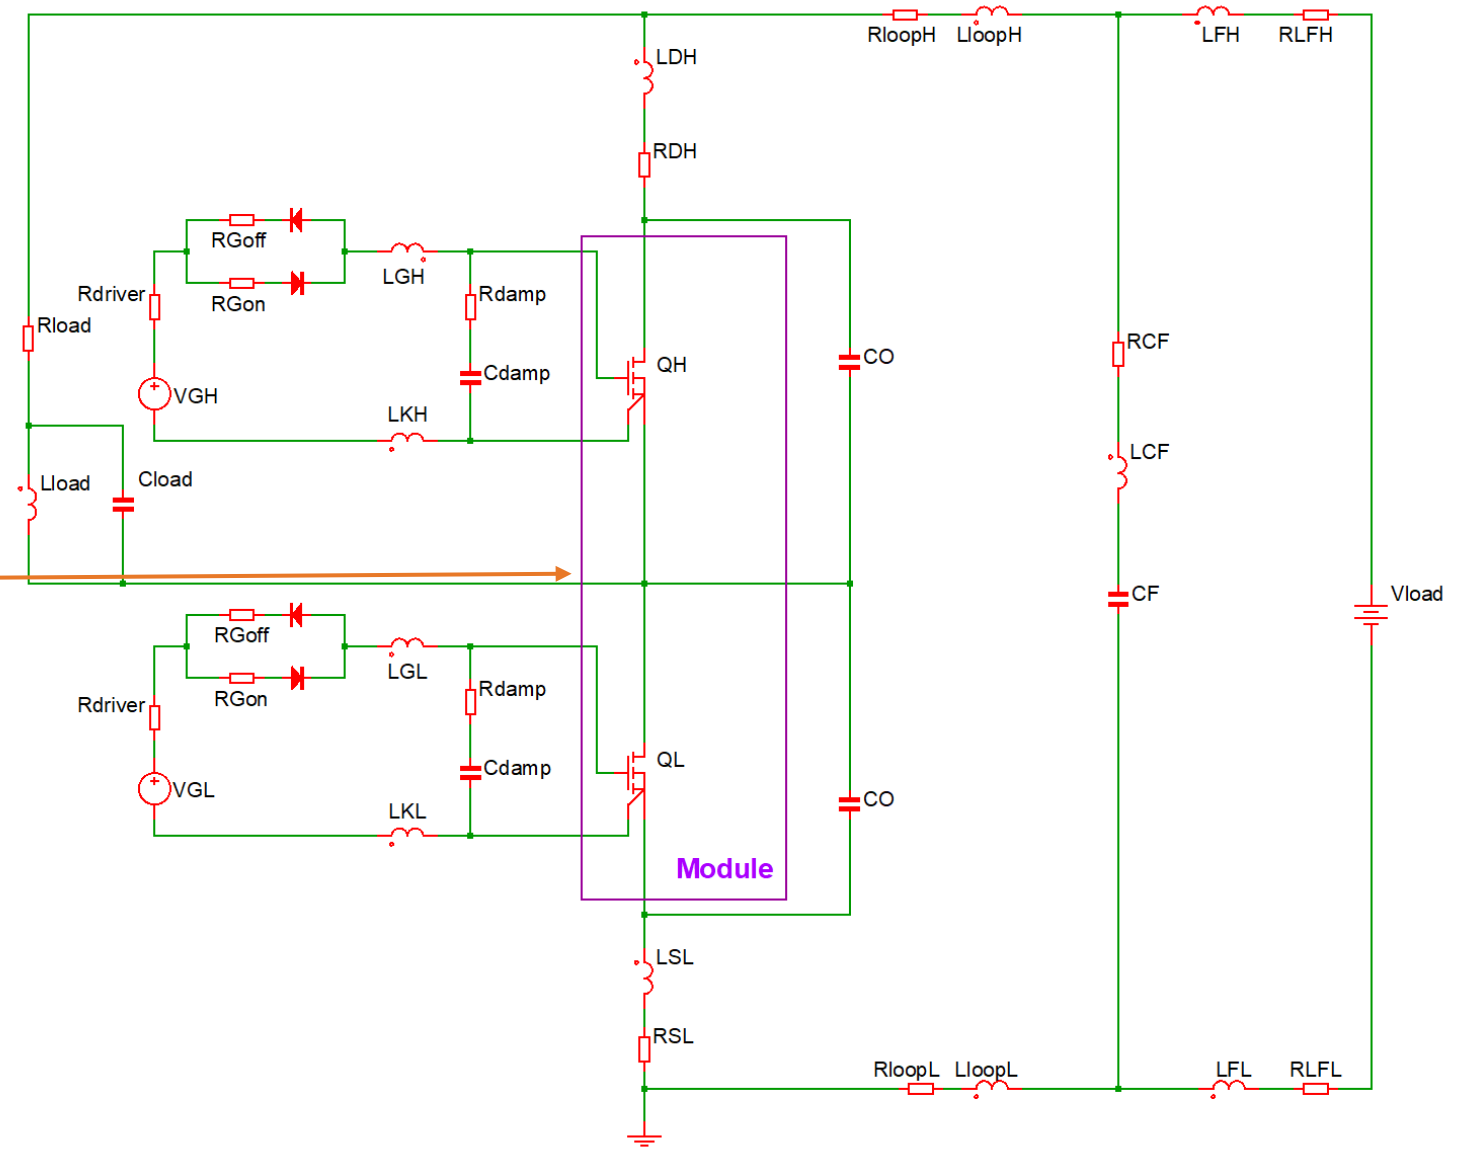 RloopH
LloopH
LFH
RLFH
LDH
RDH
RGoff
LGH
Rdriver
RGon
Rdamp
Rload
RCF
CO
QH
Cdamp
VGH
LKH
LCF
Lload
Cload
CF
Vload
RGoff
LGL
Rdamp
RGon
Rdriver
QL
Cdamp
VGL
CO
LKL
Module
LSL
RSL
RloopL
LloopL
LFL
RLFL